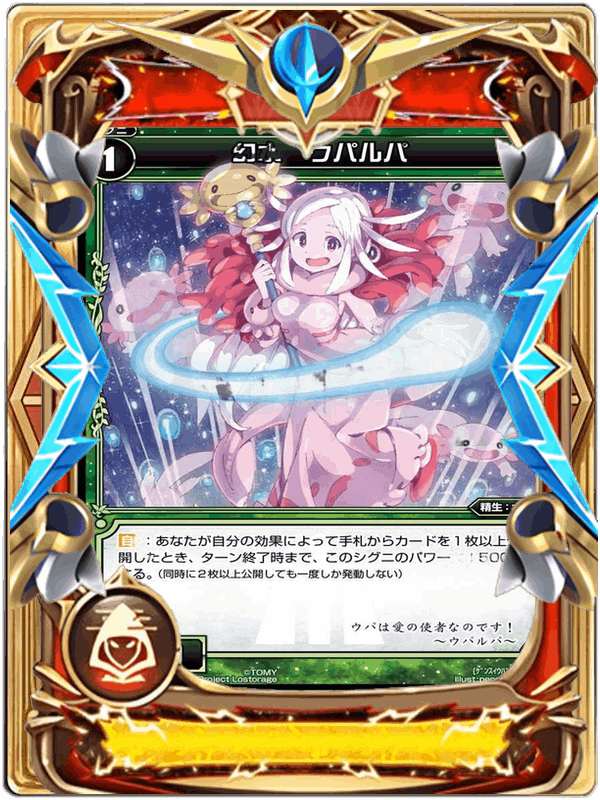 1
幻水 ウパルパ
精生:
自:あなたが自分の効果によって手札からカードを1枚以上公
開したとき、ターン終了時まで、このシグニのパワー
る。(同時に2枚以上公開しても一度しか発動しない)
ウパは愛の使者なのです!
～ウパルパ～
©TOMY
Project Lostorage
Illust: